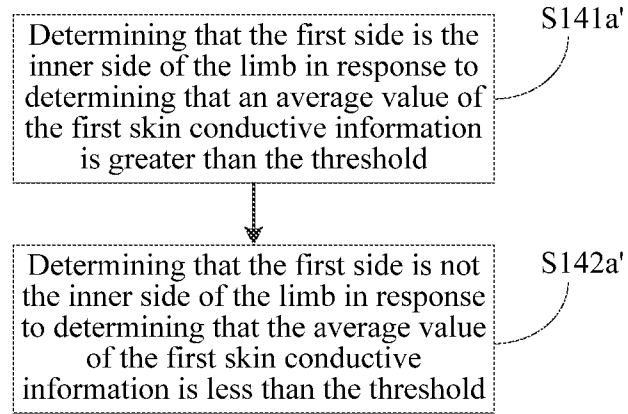 S141a'
Determining that the first side is the
inner side of the limb in response to
determining that an average value of
the first skin conductive information
is greater than the threshold
S142a'
Determining that the first side is not
the inner side of the limb in response
to determining that the average value
of the first skin conductive
information is less than the threshold